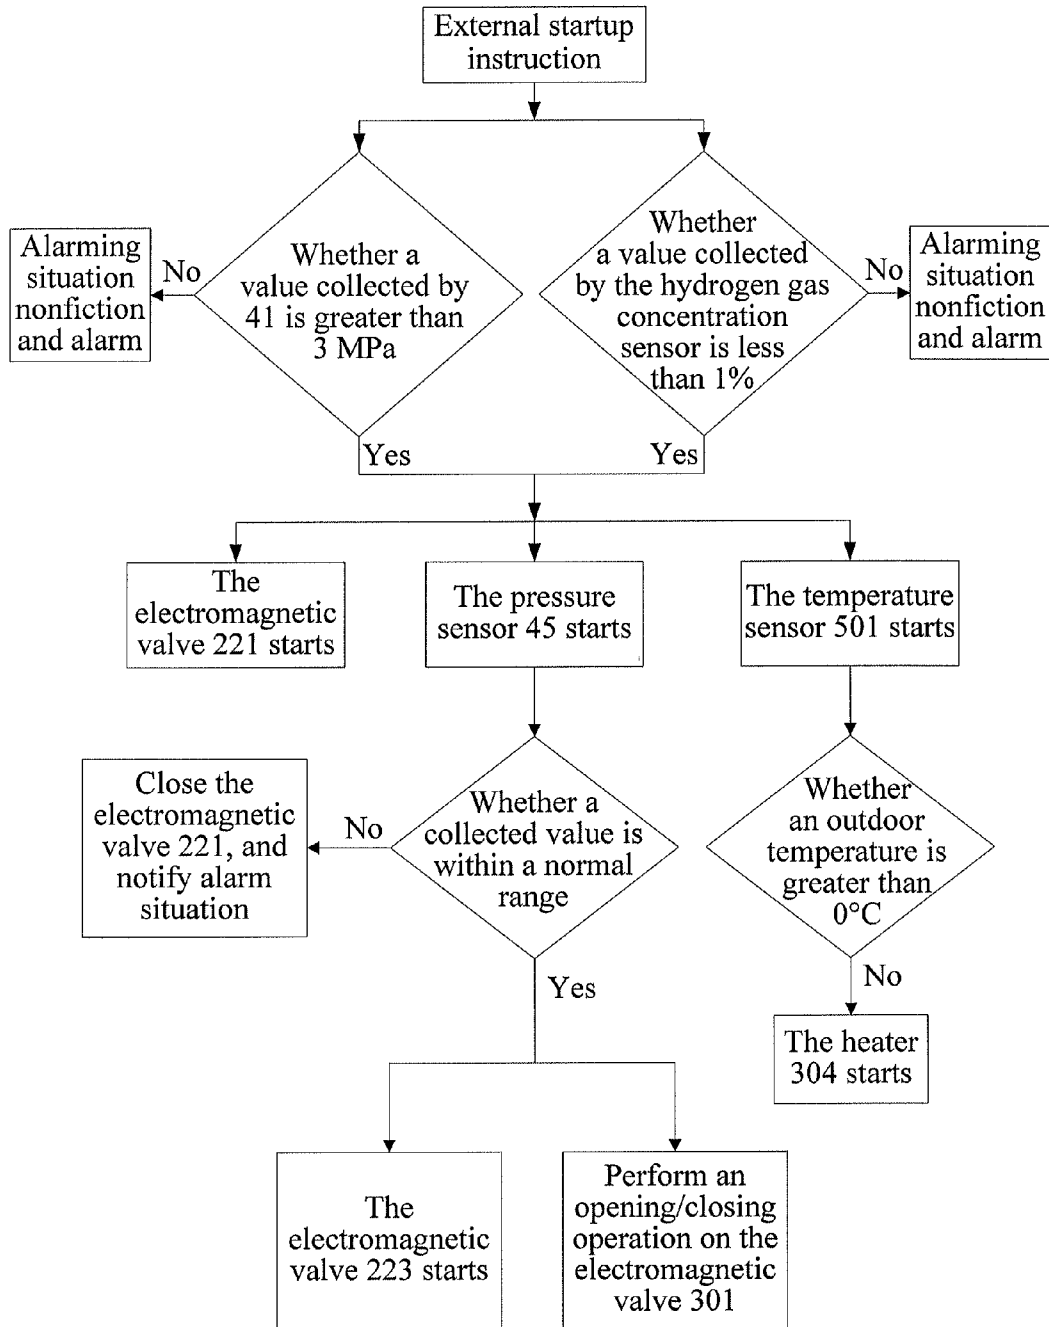 External startup
instruction
Whether a
value collected by
41 is greater than
3 MPa
Whether
a value collected
by the hydrogen gas
concentration
sensor is less
than 1%
Alarming
situation
nonfiction
and alarm
No
No
Alarming
situation
nonfiction
and alarm
Yes
Yes
The
electromagnetic
valve 221 starts
The pressure
sensor 45 starts
The temperature
sensor 501 starts
Close the
electromagnetic
valve 221, and
notify alarm
situation
No
Whether a
collected value is
within a normal
range
Whether
an outdoor
temperature is
greater than
0°C
Yes
No
The heater
304 starts
The
electromagnetic
valve 223 starts
Perform an
opening/closing
operation on the
electromagnetic
valve 301